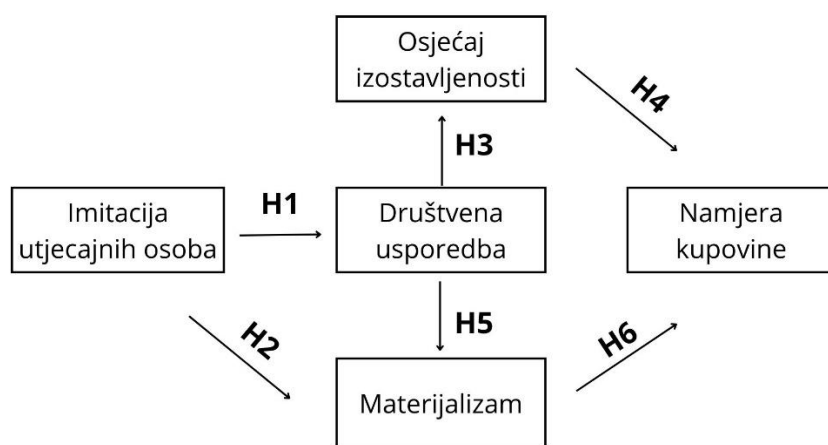 Osjećaj
izostavljenosti
H4
H3
Imitacija
utjecajnih osoba
H1
Društvena
usporedba
Namjera
kupovine
H2
H5
H6
Materijalizam